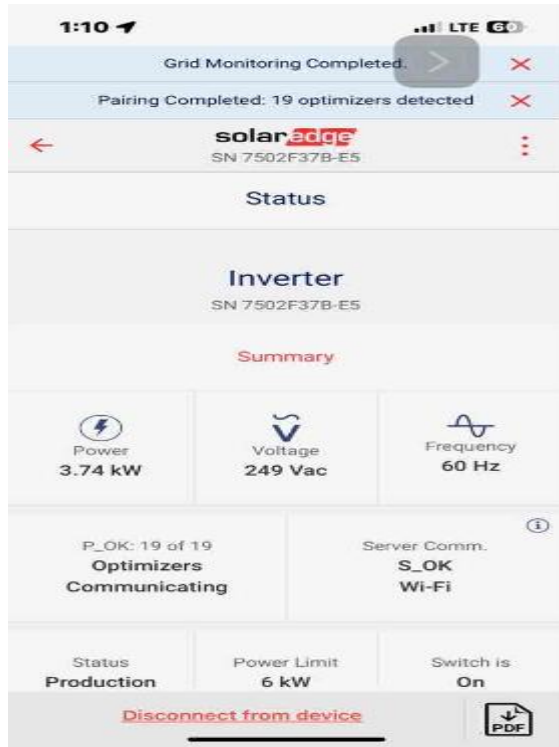 1:10
LTE 60
Grid Monitoring Completed.
Pairing Completed: 19 optimizers detected
solaredge
SN 7502F37B-E5
Status
Inverter
SN 7502F37B-E5
Summary
Power
3.74 kW
Voltage
249 Vac
Frequency
60 Hz
P_OK: 19 of 19
Optimizers
Communicating
Server Comm.
S_OK
Wi-Fi
Status
Production
Power Limit
6 kW
Switch is
On
Disconnect from device
PDF